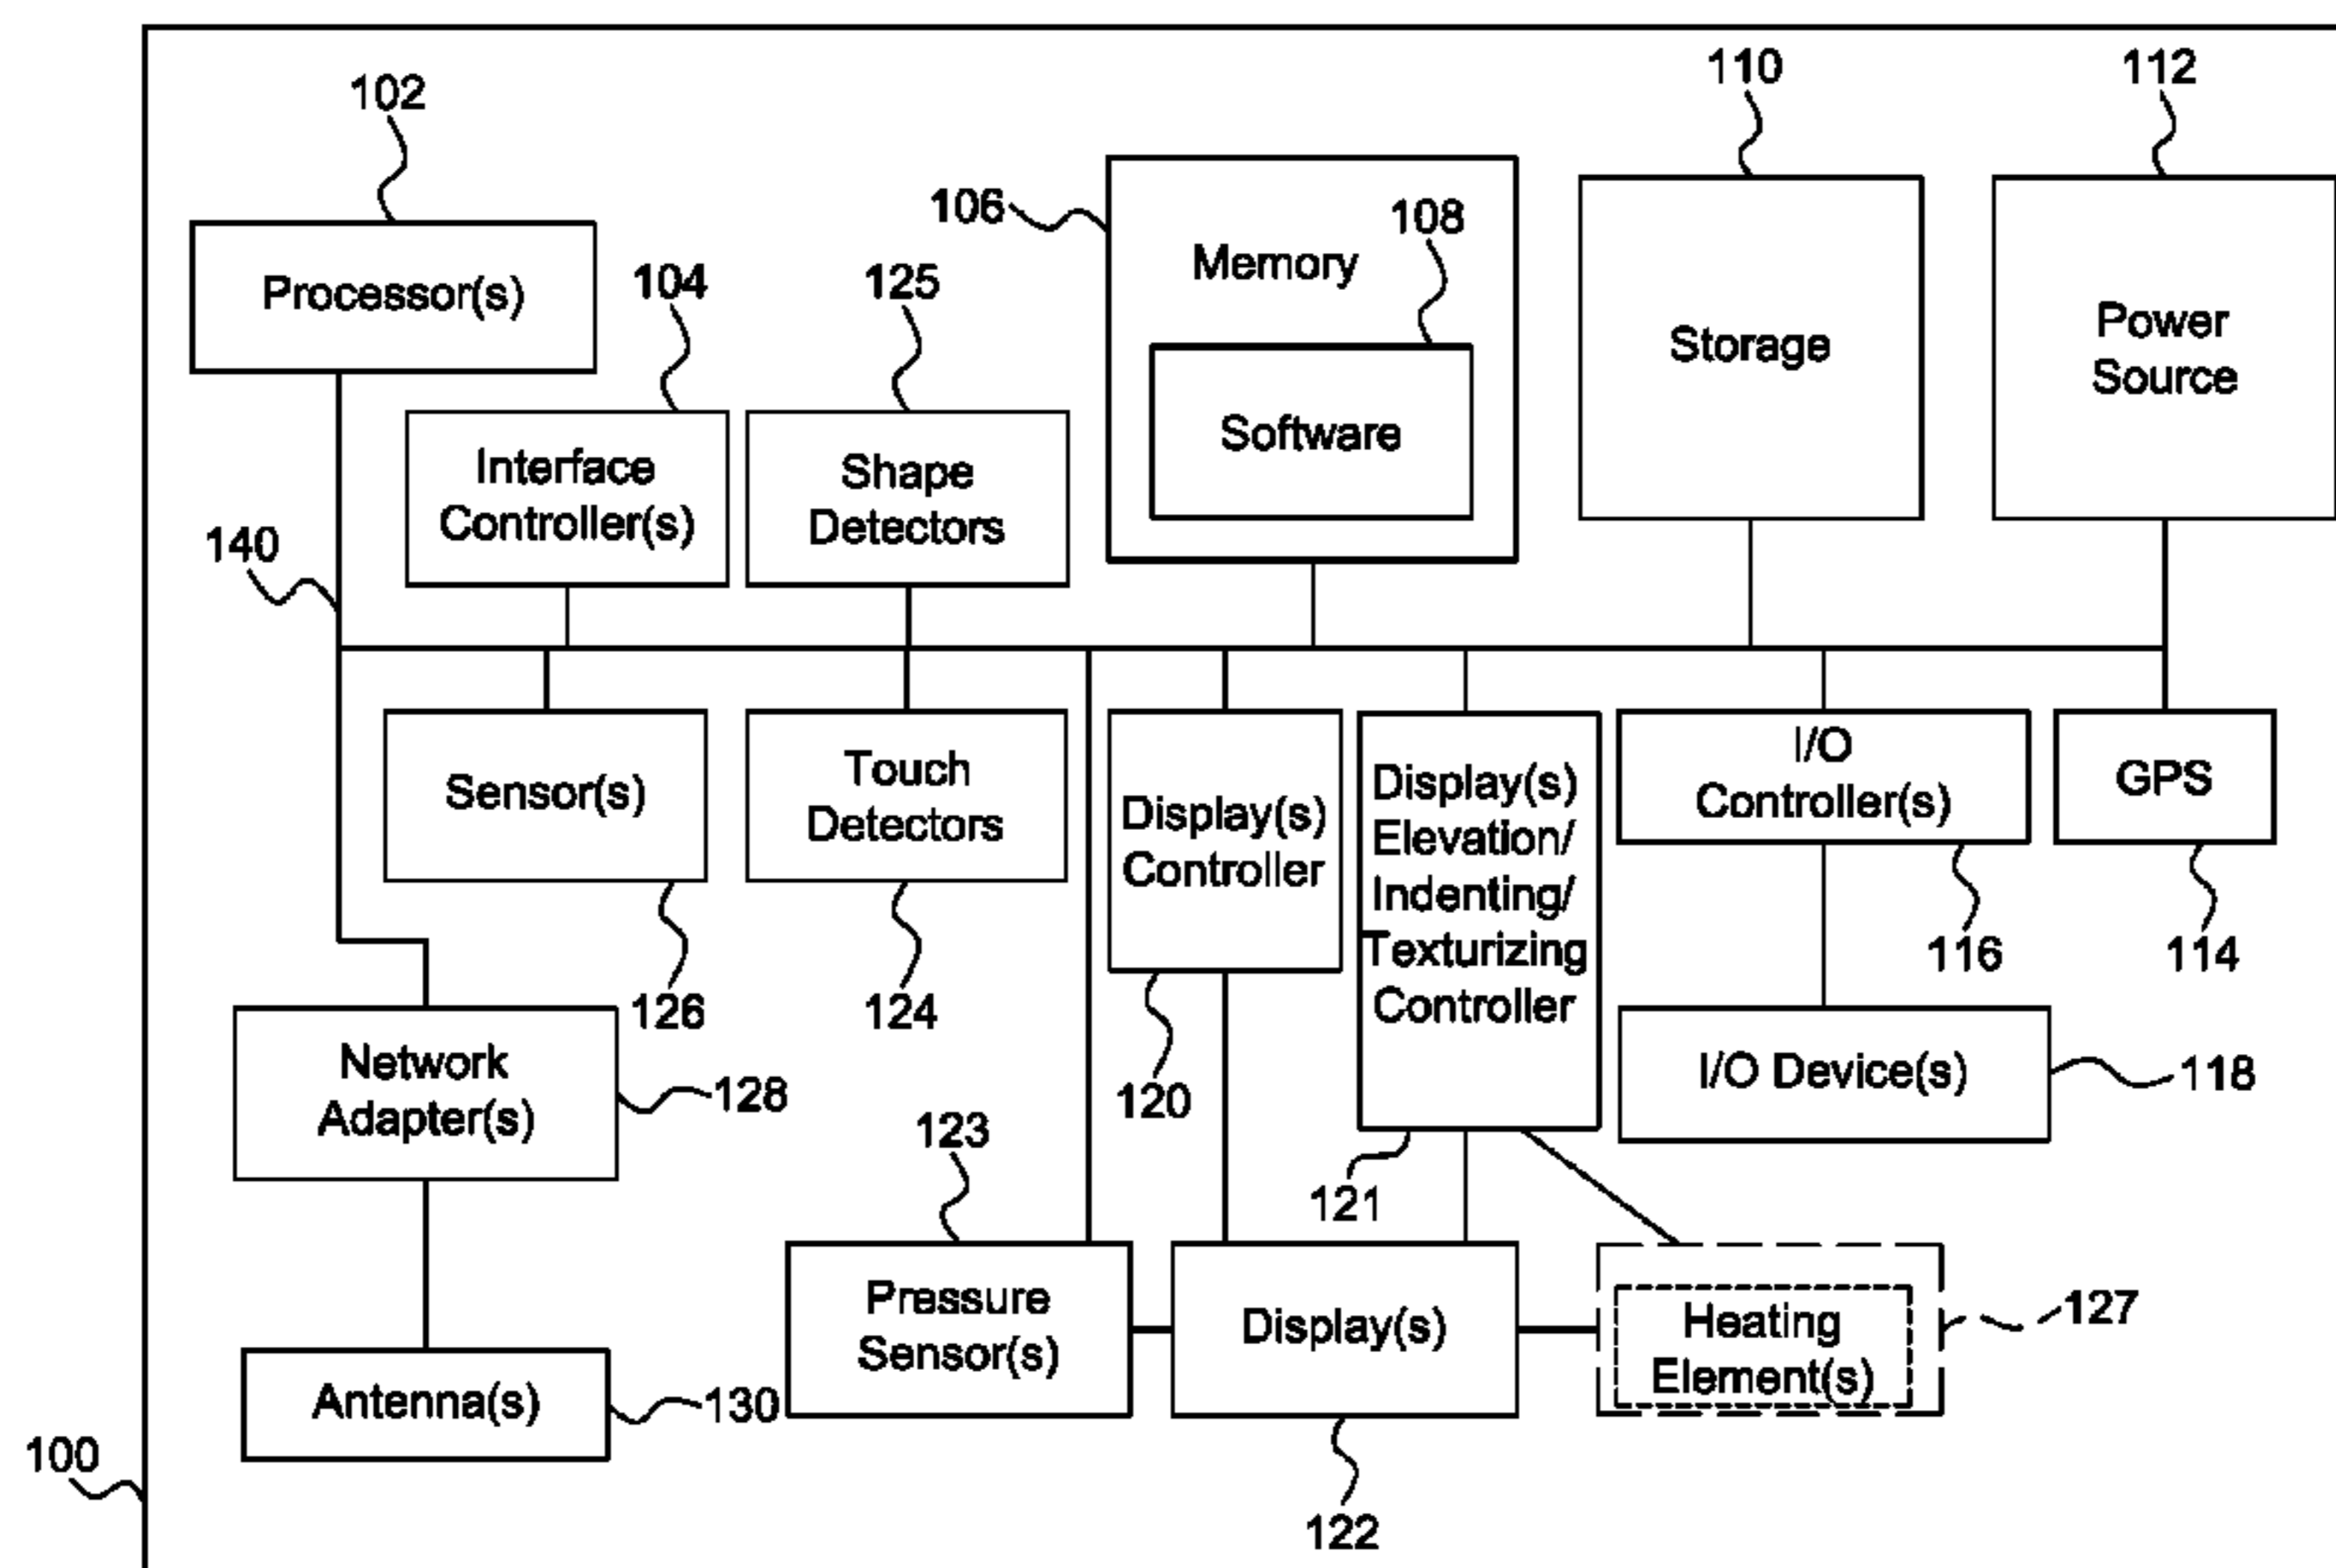 110
112
102
106
108
Memory
Processor(s)
104
125
Storage
Power
Source
Software
Interface
Controller(s)
Shape
Detectors
140
Sensor(s)
Touch
Detectors
Display(s)
Controller
Display(s)
Elevation/
Indenting/
Texturizing
Controller
I/O
Controller(s)
GPS
116
114
126
124
Network
Adapter(s)
128
120
I/O Device(s)
118
123
121
Pressure
Sensor(s)
Display(s)
Heating
Element(s)
127
Antenna(s)
130
100
122